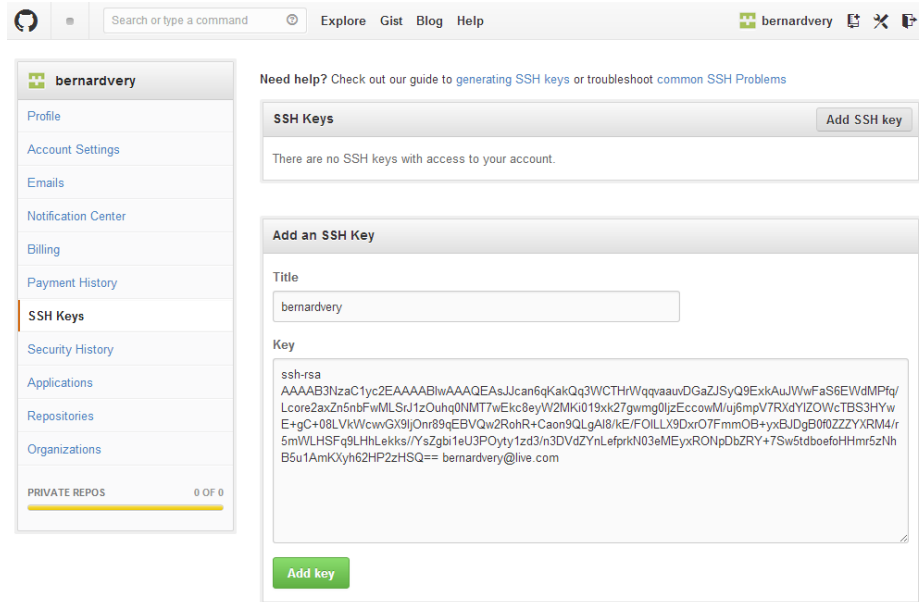 Search or type a command
Explore Gist Blog Help
bernardvery
bernardvery
Profile
Account Settings
Emails
Notification Center
Billing
Payment History
SSH Keys
Security History
Applications
Repositories
Organizations
PRIVATE REPOS 0 OF 0
Need help? Check out our guide to generating SSH keys or troubleshoot common SSH Problems
SSH Keys
Add SSH key
There are no SSH keys with access to your account.
Add an SSH Key
Title
bernardvery
Key
ssh-rsa
AAAAB3NzaC1yc2EAAAABIwAAAQEAsJJcan6qKakQq3WCTHrWqqvaauvDGaZJSyQ9ExkAuJWwFaS6EWdMPfq/
Lcore2axZn5nbFwMLSrJ1zOuhq0NMT7wEkc8eyW2MKi019xk27gwmg0IjzEccowM/uj6mpV7RXdYIZOWcTBS3HYw
E+gC+08LVkWcwvGX9IjOnr89qEBVQw2RohR+Caon9QLgAI8/kE/FOILLX9DxrO7FmmOB+yxBJDgB0f0ZZZYXRM4/r
5mWLHSFq9LHhLekks//YsZgbi1eU3POyty1zd3/n3DVdZYnLefprkN03eMEyxRONpDbZRY+7Sw5tdboefoHHmr5zNh
B5u1AmKXyh62HP2zHSQ== bernardvery@live.com
Add key